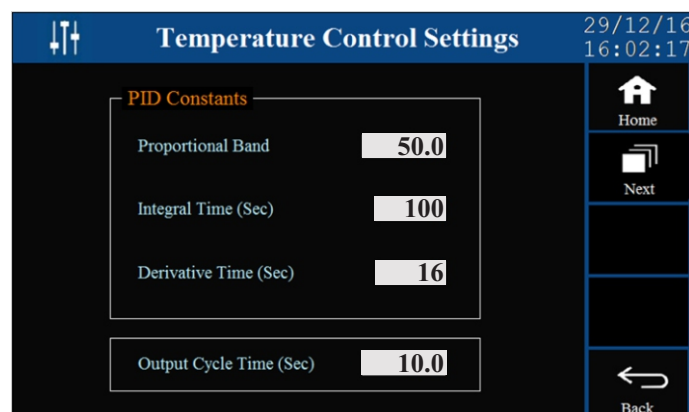 Temperature Control Settings
29/12/16
16:02:17
PID Constants
Proportional Band 50.0
Integral Time (Sec) 100
Derivative Time (Sec) 16
Output Cycle Time (Sec) 10.0
Home
Next
Back